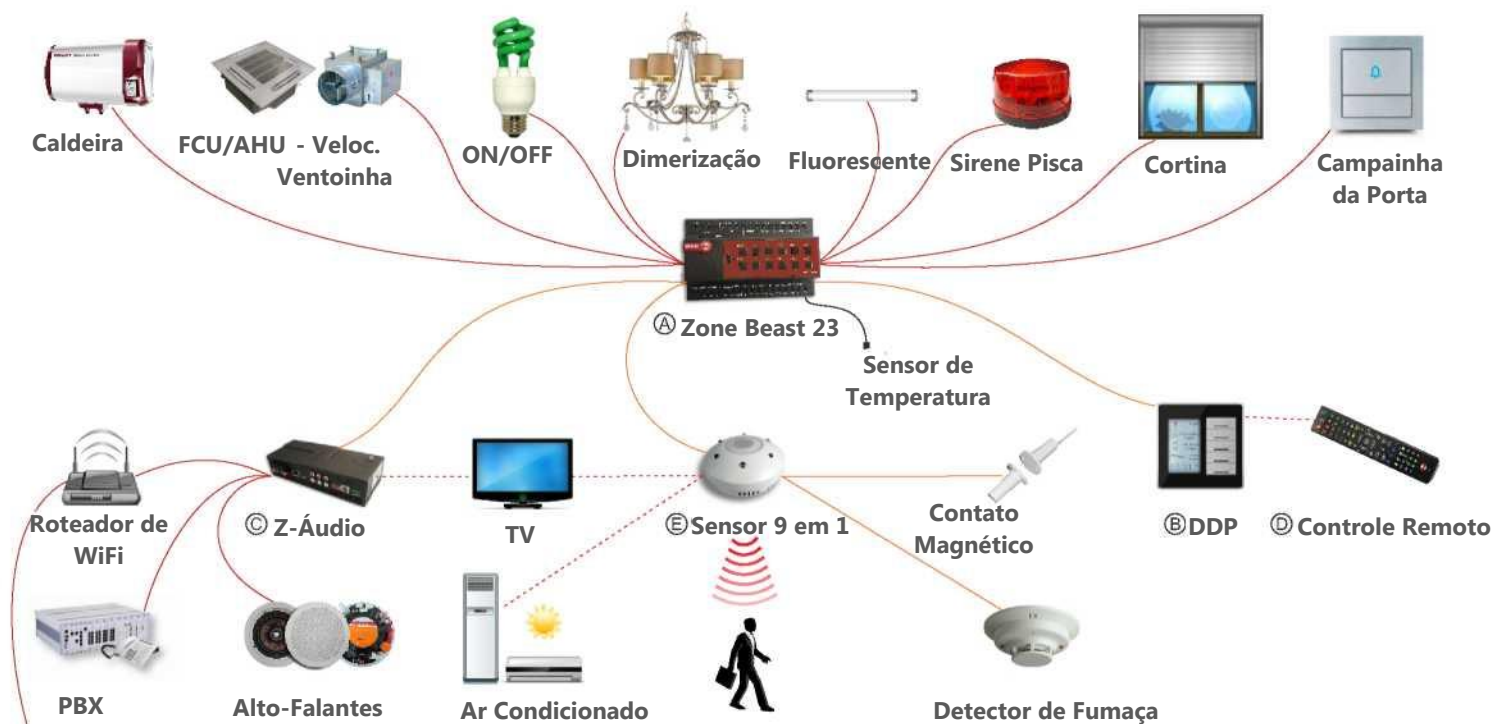 Caldeira
FCU/AHU - Veloc.
Ventoinha
ON/OFF
Dimerização
Fluorescente
Sirene Pisca
Cortina
Campainha
da Porta
Ⓐ Zone Beast 23
Sensor de
Temperatura
Roteador de
WiFi
Ⓒ Z-Áudio
TV
Ⓔ Sensor 9 em 1
Contato
Magnético
Ⓑ DDP
Ⓓ Controle Remoto
PBX
Alto-Falantes
Ar Condicionado
Detector de Fumaça